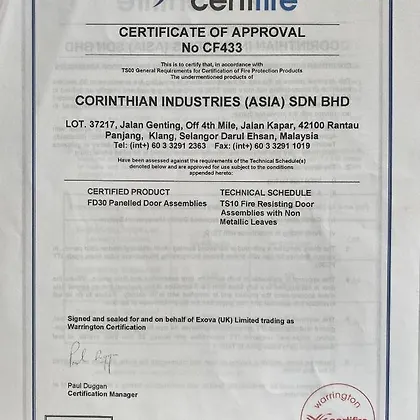 certifire
CERTIFICATE OF APPROVAL
No CF433
This is to certify that, in accordance with
TS00 General Requirements for Certification of Fire Protection Products
The undermentioned products of
CORINTHIAN INDUSTRIES (ASIA) SDN BHD
LOT. 37217, Jalan Genting, Off 4th Mile, Jalan Kapar, 42100 Rantau
Panjang, Klang, Selangor Darul Ehsan, Malaysia
Tel: (int+) 60 3 3291 2363 Fax: (int+) 60 3 3291 1019
Have been assessed against the requirements of the Technical Schedule(s)
denoted below and are approved for use subject to the conditions
appended hereto:
CERTIFIED PRODUCT TECHNICAL SCHEDULE
FD30 Panelled Door Assemblies TS10 Fire Resisting Door
Assemblies with Non
Metallic Leaves
Signed and sealed for and on behalf of Exova (UK) Limited trading as
Warrington Certification
Paul Duggan
Certification Manager
warrington
certifire